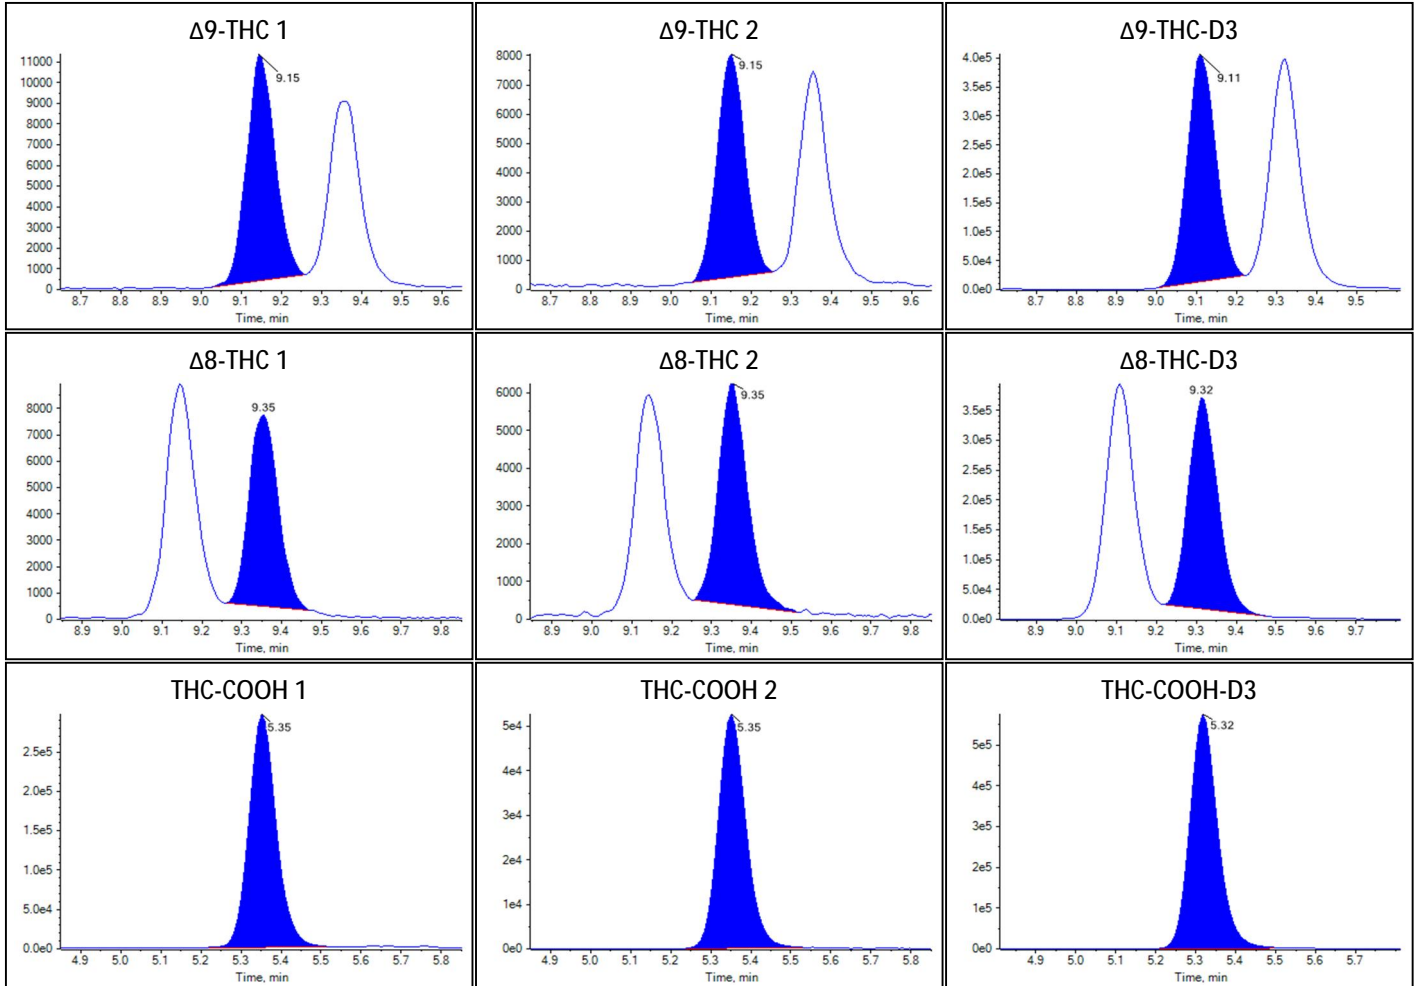 Δ9-THC 1
11000
10000
9000
8000
7000
6000
5000
4000
3000
2000
1000
0
9.15
8.7 8.8 8.9 9.0 9.1 9.2 9.3 9.4 9.5 9.6
Time, min
Δ9-THC 2
8000
7000
6000
5000
4000
3000
2000
1000
0
9.15
8.7 8.8 8.9 9.0 9.1 9.2 9.3 9.4 9.5 9.6
Time, min
Δ9-THC-D3
4.0e5
3.5e5
3.0e5
2.5e5
2.0e5
1.5e5
1.0e5
5.0e4
0.0e0
9.11
8.7 8.8 8.9 9.0 9.1 9.2 9.3 9.4 9.5
Time, min
Δ8-THC 1
8000
7000
6000
5000
4000
3000
2000
1000
0
9.35
8.9 9.0 9.1 9.2 9.3 9.4 9.5 9.6 9.7 9.8
Time, min
Δ8-THC 2
6000
5000
4000
3000
2000
1000
0
9.35
8.9 9.0 9.1 9.2 9.3 9.4 9.5 9.6 9.7 9.8
Time, min
Δ8-THC-D3
3.5e5
3.0e5
2.5e5
2.0e5
1.5e5
1.0e5
5.0e4
0.0e0
9.32
8.9 9.0 9.1 9.2 9.3 9.4 9.5 9.6 9.7
Time, min
THC-COOH 1
2.5e5
2.0e5
1.5e5
1.0e5
5.0e4
0.0e0
5.35
4.9 5.0 5.1 5.2 5.3 5.4 5.5 5.6 5.7 5.8
Time, min
THC-COOH 2
5e4
4e4
3e4
2e4
1e4
0e0
5.35
4.9 5.0 5.1 5.2 5.3 5.4 5.5 5.6 5.7 5.8
Time, min
THC-COOH-D3
5e5
4e5
3e5
2e5
1e5
0e0
5.32
4.9 5.0 5.1 5.2 5.3 5.4 5.5 5.6 5.7
Time, min